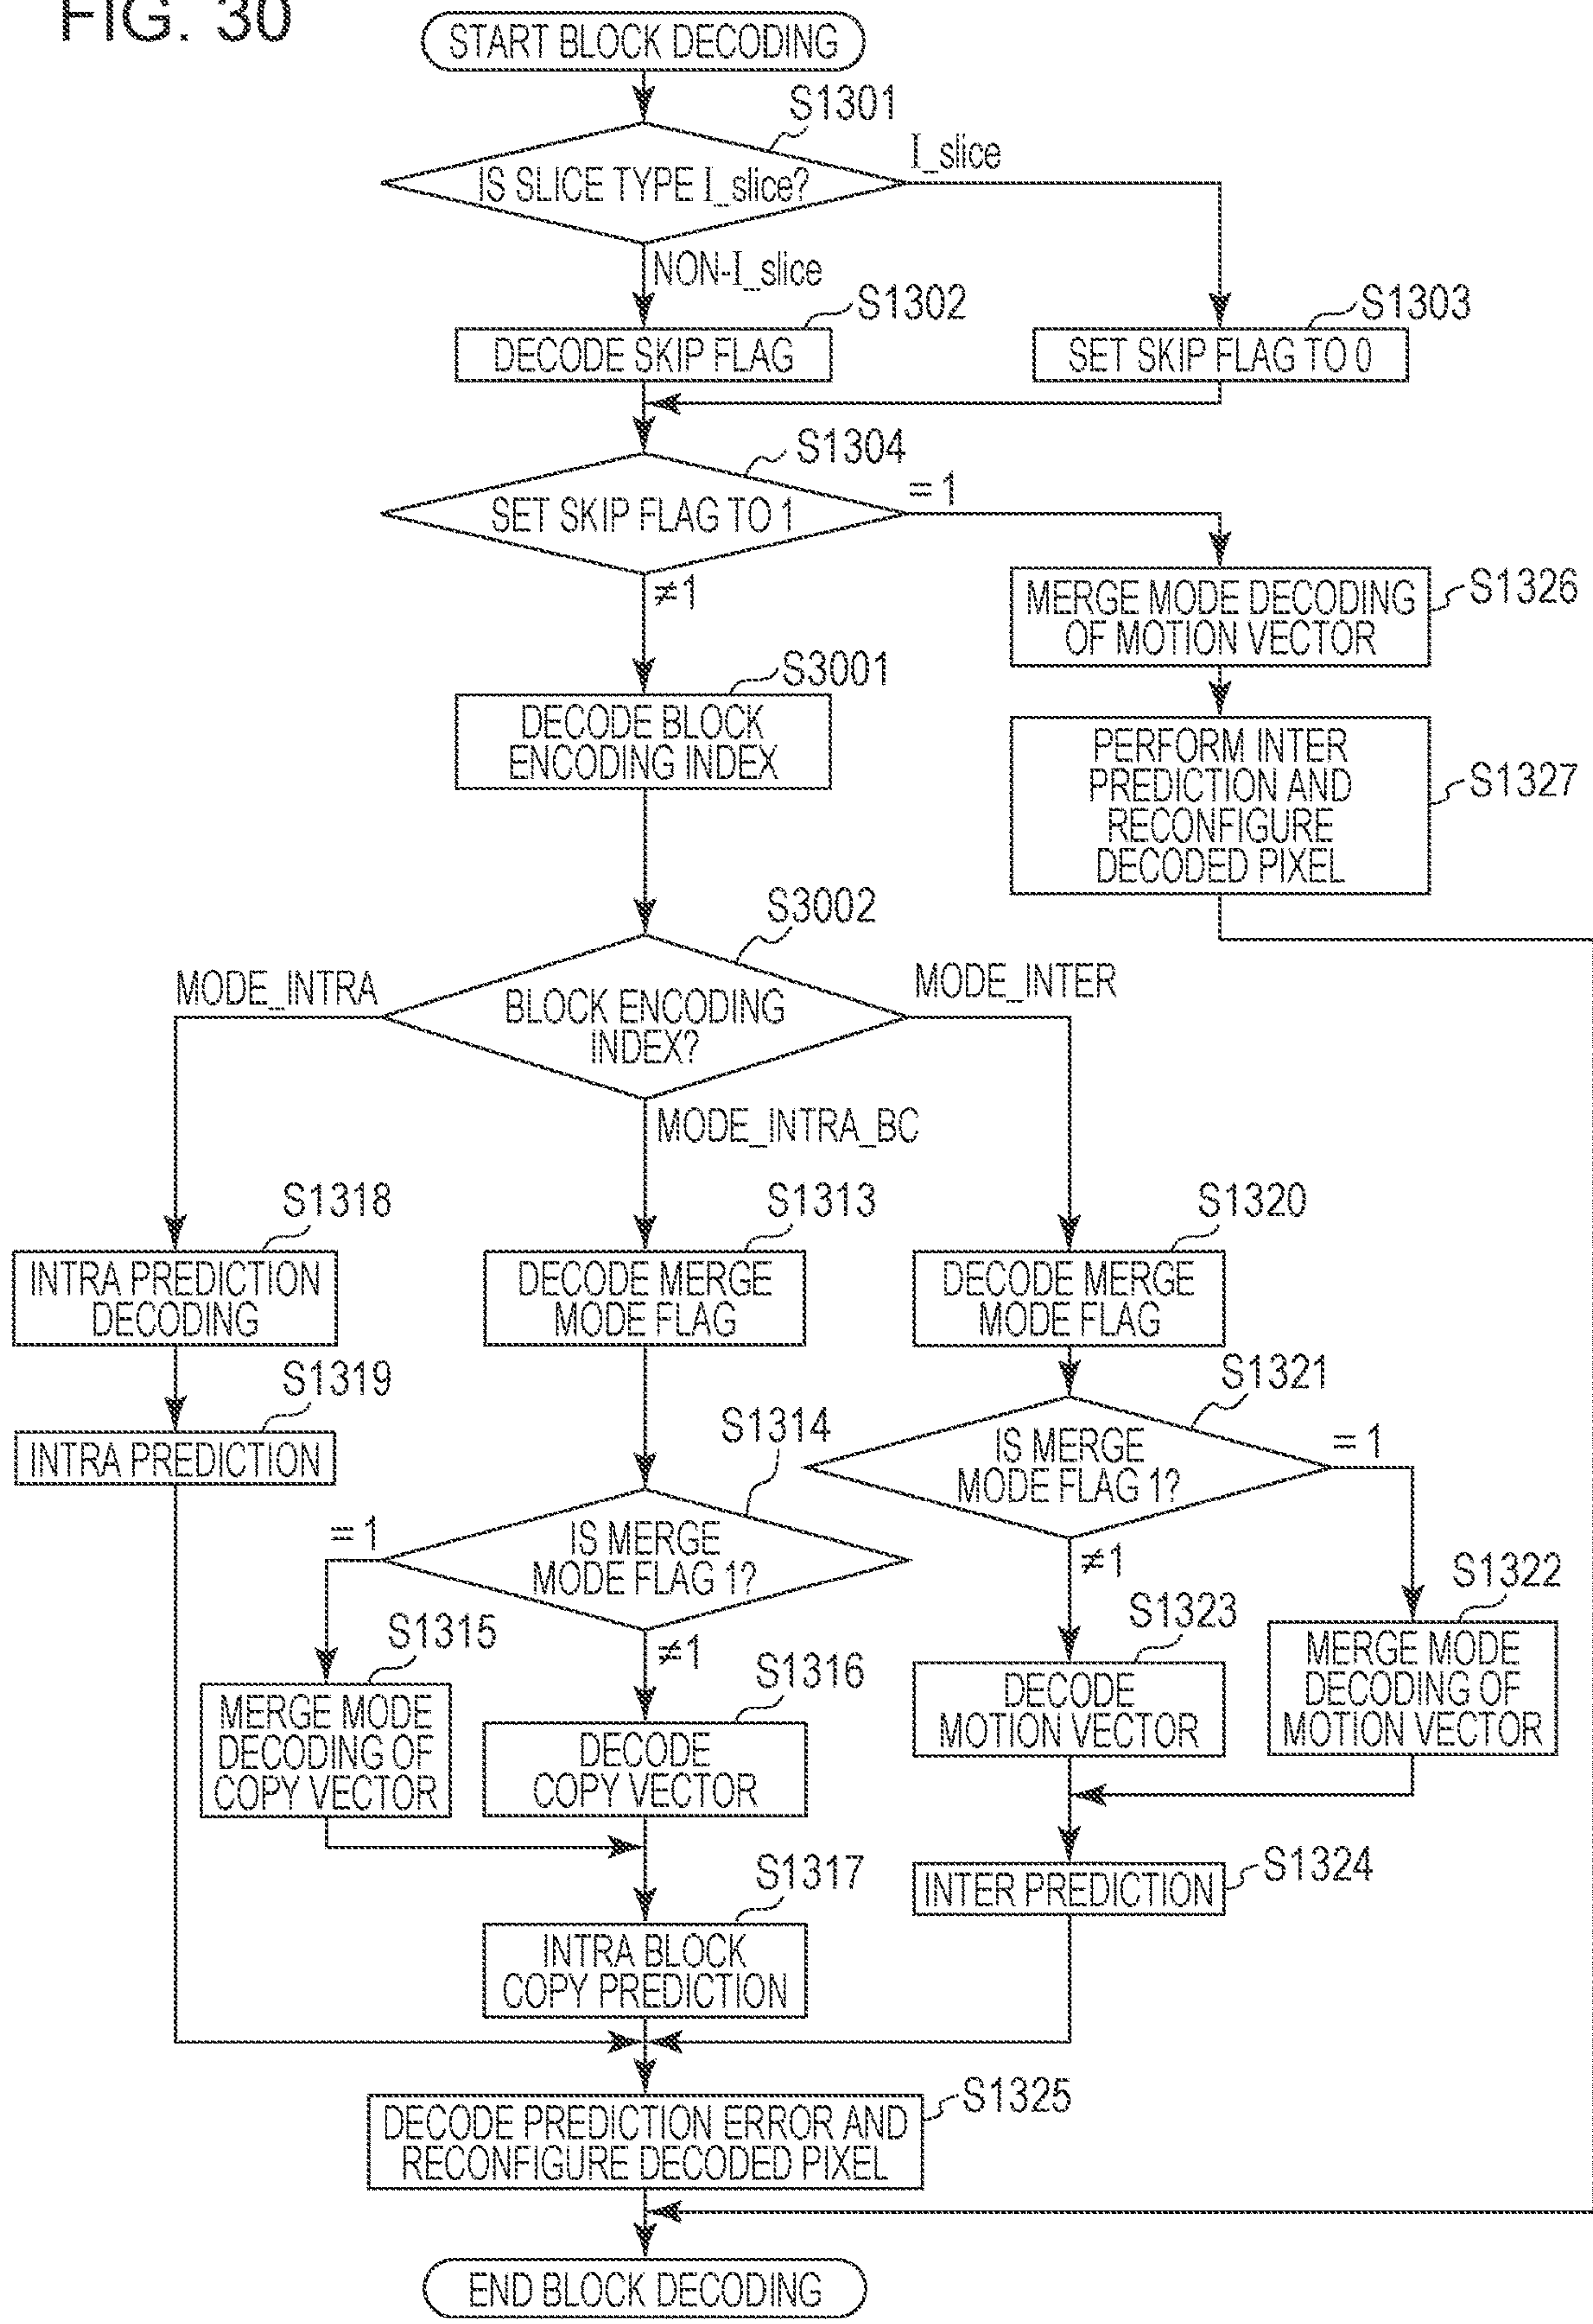 FIG. 30
START BLOCK DECODING
S1301
IS SLICE TYPE I_slice?
I_slice
NON-I_slice
S1302
DECODE SKIP FLAG
S1303
SET SKIP FLAG TO 0
S1304
SET SKIP FLAG TO 1
= 1
≠1
S1326
MERGE MODE DECODING
OF MOTION VECTOR
S3001
DECODE BLOCK
ENCODING INDEX
S1327
PERFORM INTER
PREDICTION AND
RECONFIGURE
DECODED PIXEL
S3002
BLOCK ENCODING
INDEX?
MODE_INTRA
MODE_INTER
MODE_INTRA_BC
S1318
INTRA PREDICTION
DECODING
S1313
DECODE MERGE
MODE FLAG
S1320
DECODE MERGE
MODE FLAG
S1319
INTRA PREDICTION
S1321
IS MERGE
MODE FLAG 1?
= 1
≠1
S1314
IS MERGE
MODE FLAG 1?
= 1
≠1
S1315
MERGE MODE
DECODING OF
COPY VECTOR
S1316
DECODE
COPY VECTOR
S1323
DECODE
MOTION VECTOR
S1322
MERGE MODE
DECODING OF
MOTION VECTOR
S1317
INTRA BLOCK
COPY PREDICTION
S1324
INTER PREDICTION
S1325
DECODE PREDICTION ERROR AND
RECONFIGURE DECODED PIXEL
END BLOCK DECODING